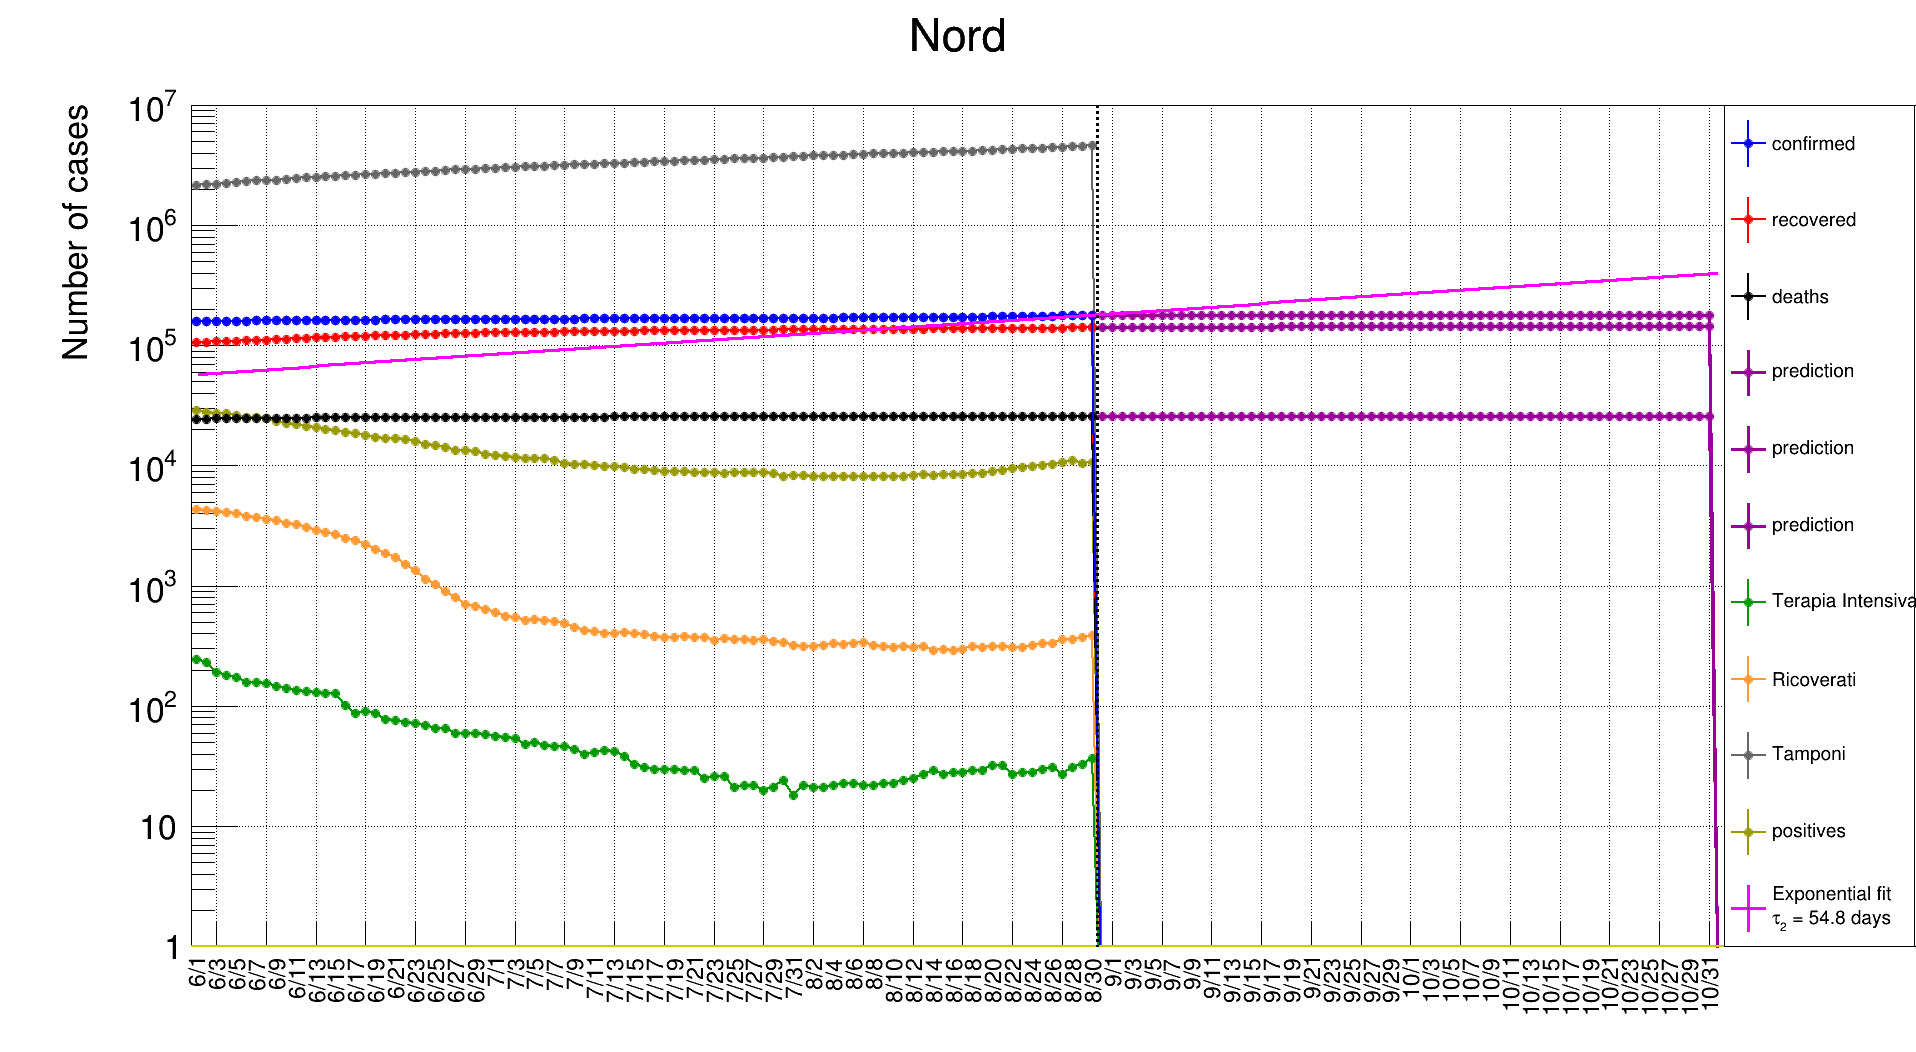 Nord
Number of cases
10^7
10^6
10^5
10^4
10^3
10^2
10
1
6/1 6/3 6/5 6/7 6/9 6/11 6/13 6/15 6/17 6/19 6/21 6/23 6/25 6/27 6/29 7/1 7/3 7/5 7/7 7/9 7/11 7/13 7/15 7/17 7/19 7/21 7/23 7/25 7/27 7/29 7/31 8/2 8/4 8/6 8/8 8/10 8/12 8/14 8/16 8/18 8/20 8/22 8/24 8/26 8/28 8/30 9/1 9/3 9/5 9/7 9/9 9/11 9/13 9/15 9/17 9/19 9/21 9/23 9/25 9/27 9/29 10/1 10/3 10/5 10/7 10/9 10/11 10/13 10/15 10/17 10/19 10/21 10/23 10/25 10/27 10/29 10/31
confirmed
recovered
deaths
prediction
prediction
prediction
Terapia Intensiva
Ricoverati
Tamponi
positives
Exponential fit
τ₂ = 54.8 days